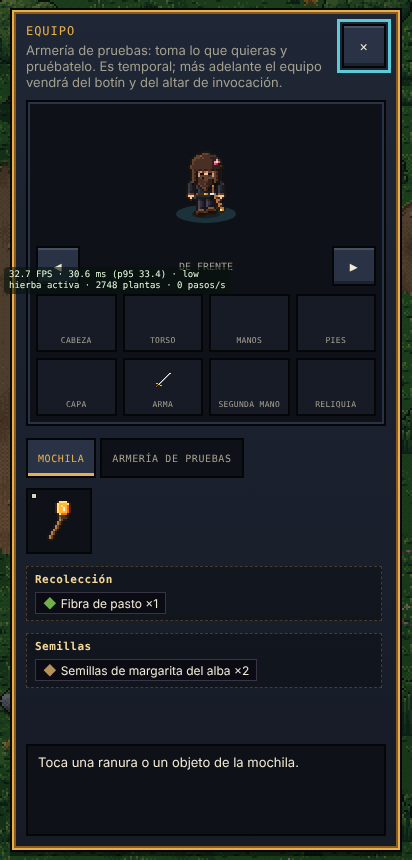 EQUIPO
Armería de pruebas: toma lo que quieras y
pruébatelo. Es temporal; más adelante el equipo
vendrá del botín y del altar de invocación.
×
◀
DE FRENTE
▶
32.7 FPS · 30.6 ms (p95 33.4) · low
hierba activa · 2748 plantas · 0 pasos/s
CABEZA
TORSO
MANOS
PIES
CAPA
ARMA
SEGUNDA MANO
RELIQUIA
MOCHILA
ARMERÍA DE PRUEBAS
Recolección
Fibra de pasto ×1
Semillas
Semillas de margarita del alba ×2
Toca una ranura o un objeto de la mochila.